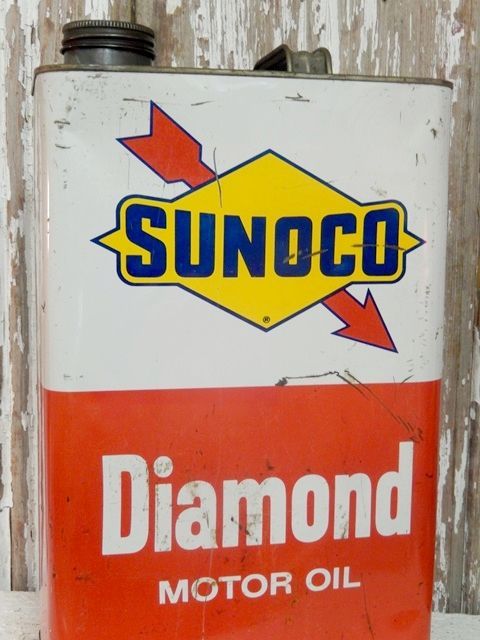 SUNOCO
®
Diamond
MOTOR OIL